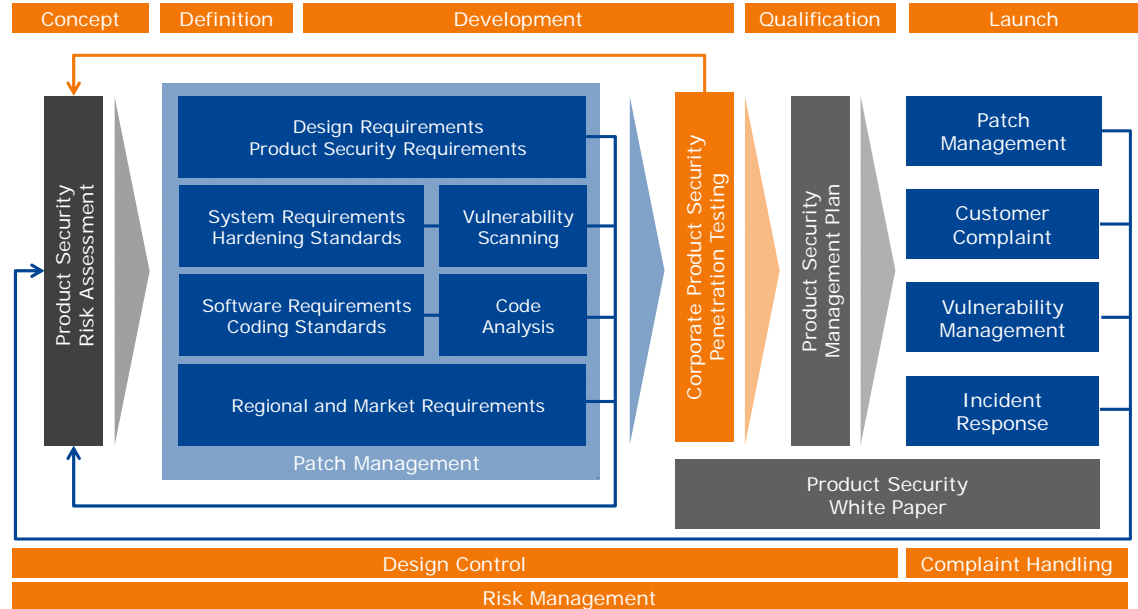 Concept
Definition
Development
Qualification
Launch
Product Security
Risk Assessment
Design Requirements
Product Security Requirements
System Requirements
Hardening Standards
Vulnerability
Scanning
Software Requirements
Coding Standards
Code
Analysis
Regional and Market Requirements
Patch Management
Corporate Product Security
Penetration Testing
Product Security
Management Plan
Patch
Management
Customer
Complaint
Vulnerability
Management
Incident
Response
Product Security
White Paper
Design Control
Complaint Handling
Risk Management